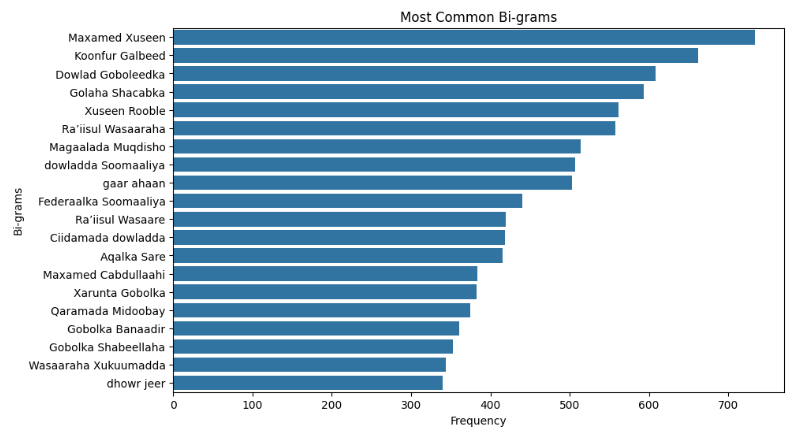 Most Common Bi-grams
Maxamed Xuseen
Koonfur Galbeed
Dowlad Goboleedka
Golaha Shacabka
Xuseen Rooble
Ra’iisul Wasaaraha
Magaalada Muqdisho
dowladda Soomaaliya
gaar ahaan
Federaalka Soomaaliya
Ra’iisul Wasaare
Ciidamada dowladda
Aqalka Sare
Maxamed Cabdullaahi
Xarunta Gobolka
Qaramada Midoobay
Gobolka Banaadir
Gobolka Shabeellaha
Wasaaraha Xukuumadda
dhowr jeer
Bi-grams
0 100 200 300 400 500 600 700
Frequency